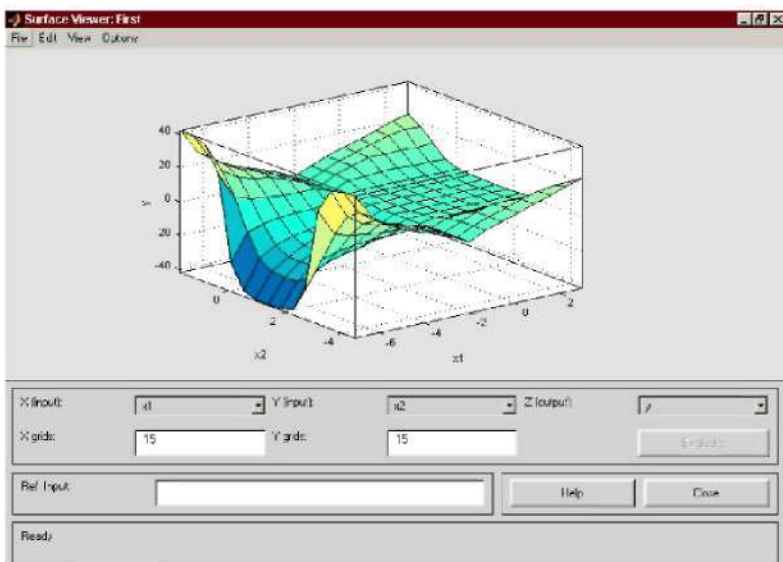 Surface Viewer: First
File Edit View Options
40
20
0
-20
-40
y
0
-2
-4
x2
-6
-4
-2
0
2
x1
X (input): x1 Y (input): x2 Z (output): y
X grids: 15 Y grids: 15 Evaluate
Ref. Input: Help Close
Ready